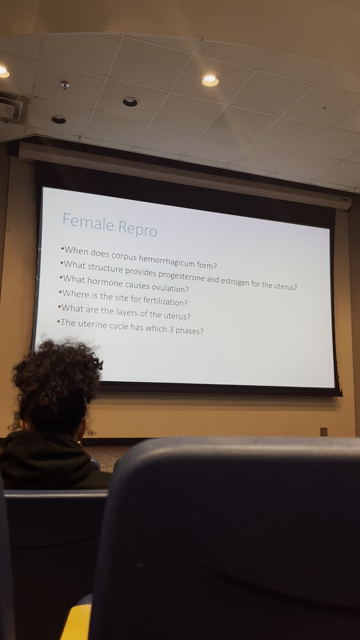 Female Repro
•When does corpus hemorrhagicum form?
•What structure provides progesterone and estrogen for the uterus?
•What hormone causes ovulation?
•Where is the site for fertilization?
•What are the layers of the uterus?
•The uterine cycle has which 3 phases?